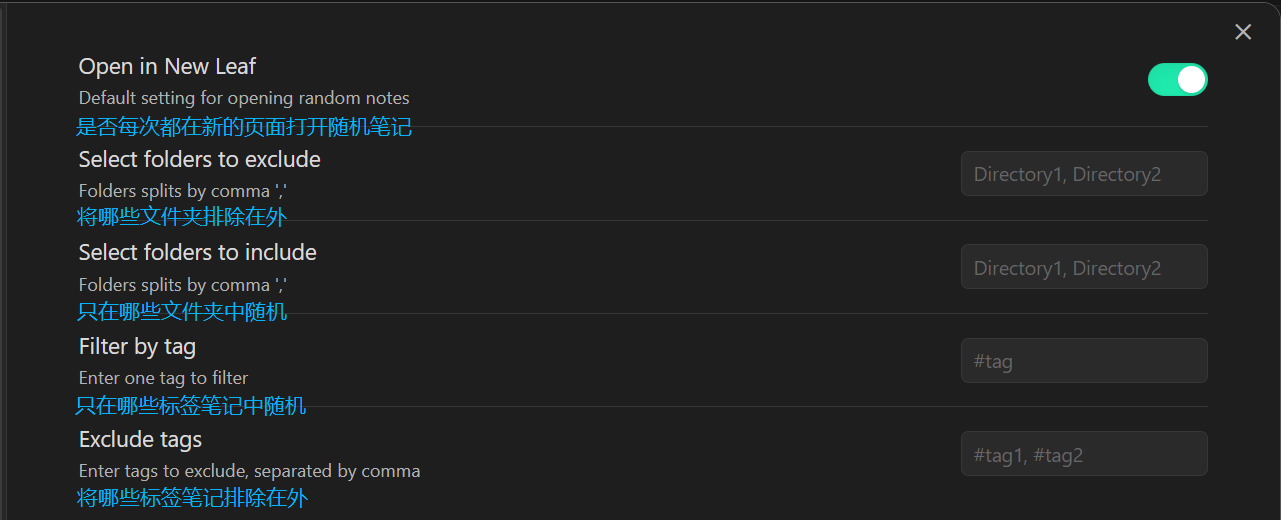 Open in New Leaf
Default setting for opening random notes
是否每次都在新的页面打开随机笔记
Select folders to exclude
Folders splits by comma ','
Directory1, Directory2
将哪些文件夹排除在外
Select folders to include
Folders splits by comma ','
Directory1, Directory2
只在哪些文件夹中随机
Filter by tag
Enter one tag to filter
#tag
只在哪些标签笔记中随机
Exclude tags
Enter tags to exclude, separated by comma
#tag1, #tag2
将哪些标签笔记排除在外